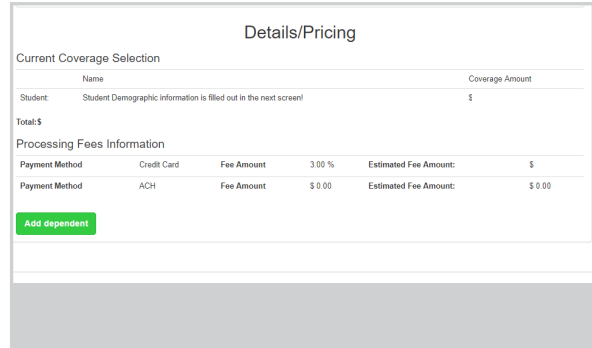 Details/Pricing
Current Coverage Selection
Name Coverage Amount
Student: Student Demographic information is filled out in the next screen! $
Total:$
Processing Fees Information
Payment Method Credit Card Fee Amount 3.00 % Estimated Fee Amount: $
Payment Method ACH Fee Amount $ 0.00 Estimated Fee Amount: $ 0.00
Add dependent